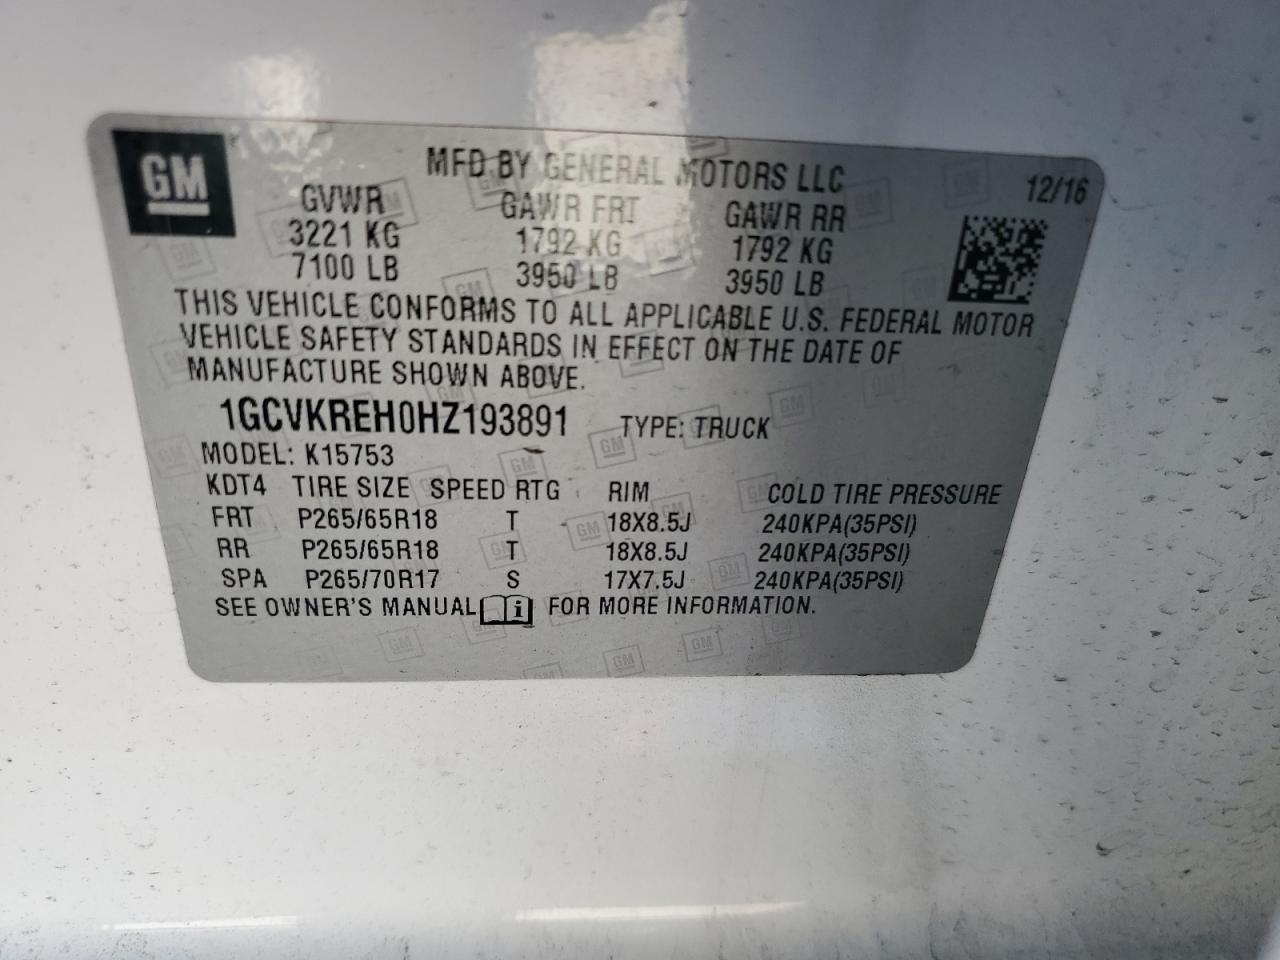 GM
MFD BY GENERAL MOTORS LLC 12/16
GVWR GAWR FRT GAWR RR
3221 KG 1792 KG 1792 KG
7100 LB 3950 LB 3950 LB
THIS VEHICLE CONFORMS TO ALL APPLICABLE U.S. FEDERAL MOTOR
VEHICLE SAFETY STANDARDS IN EFFECT ON THE DATE OF
MANUFACTURE SHOWN ABOVE.
1GCVKREH0HZ193891 TYPE: TRUCK
MODEL: K15753
KDT4 TIRE SIZE SPEED RTG RIM COLD TIRE PRESSURE
FRT P265/65R18 T 18X8.5J 240KPA(35PSI)
RR P265/65R18 T 18X8.5J 240KPA(35PSI)
SPA P265/70R17 S 17X7.5J 240KPA(35PSI)
SEE OWNER'S MANUAL i FOR MORE INFORMATION.